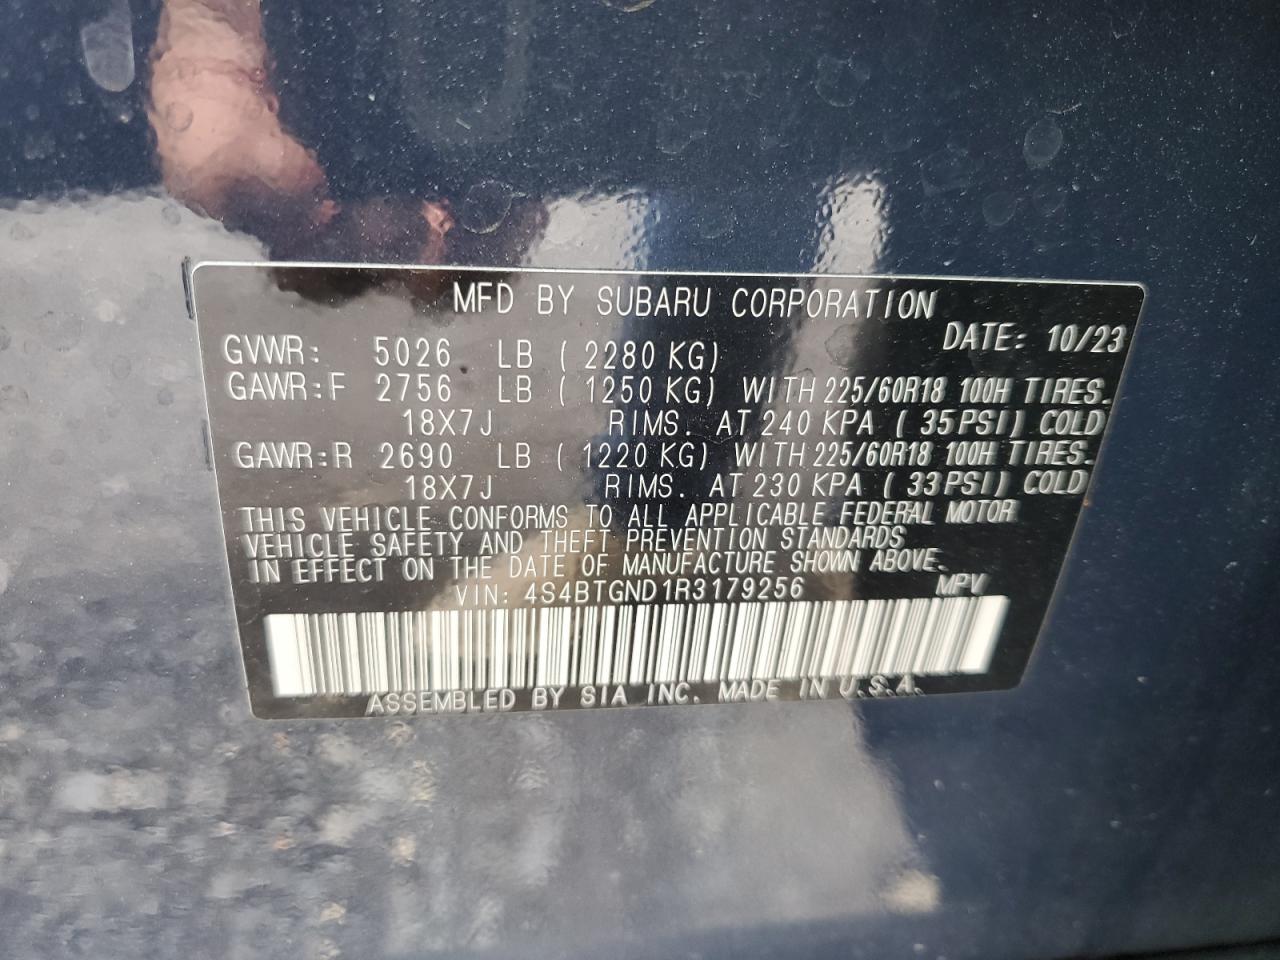 MFD BY SUBARU CORPORATION
DATE: 10/23
GVWR: 5026 LB ( 2280 KG)
GAWR:F 2756 LB ( 1250 KG) WITH 225/60R18 100H TIRES.
18X7J RIMS. AT 240 KPA ( 35PSI) COLD
GAWR:R 2690 LB ( 1220 KG) WITH 225/60R18 100H TIRES.
18X7J RIMS. AT 230 KPA ( 33PSI) COLD
THIS VEHICLE CONFORMS TO ALL APPLICABLE FEDERAL MOTOR
VEHICLE SAFETY AND THEFT PREVENTION STANDARDS
IN EFFECT ON THE DATE OF MANUFACTURE SHOWN ABOVE.
VIN: 4S4BTGND1R3179256 MPV
ASSEMBLED BY SIA INC. MADE IN U.S.A.